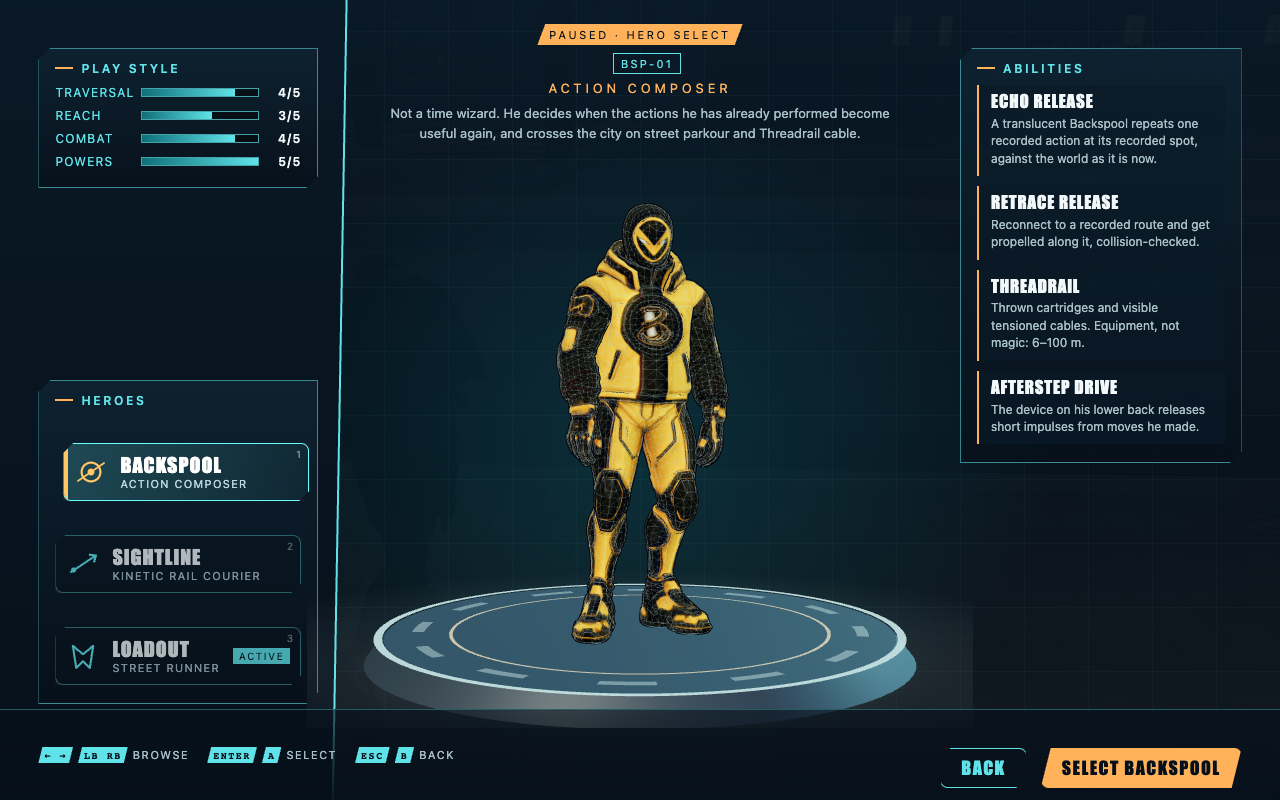 PAUSED · HERO SELECT
BSP-01
ACTION COMPOSER
Not a time wizard. He decides when the actions he has already performed become
useful again, and crosses the city on street parkour and Threadrail cable.
PLAY STYLE
TRAVERSAL 4/5
REACH 3/5
COMBAT 4/5
POWERS 5/5
HEROES
BACKSPOOL 1
ACTION COMPOSER
SIGHTLINE 2
KINETIC RAIL COURIER
LOADOUT 3
STREET RUNNER ACTIVE
ABILITIES
ECHO RELEASE
A translucent Backspool repeats one
recorded action at its recorded spot,
against the world as it is now.
RETRACE RELEASE
Reconnect to a recorded route and get
propelled along it, collision-checked.
THREADRAIL
Thrown cartridges and visible
tensioned cables. Equipment, not
magic: 6–100 m.
AFTERSTEP DRIVE
The device on his lower back releases
short impulses from moves he made.
← → LB RB BROWSE ENTER A SELECT ESC B BACK
BACK
SELECT BACKSPOOL